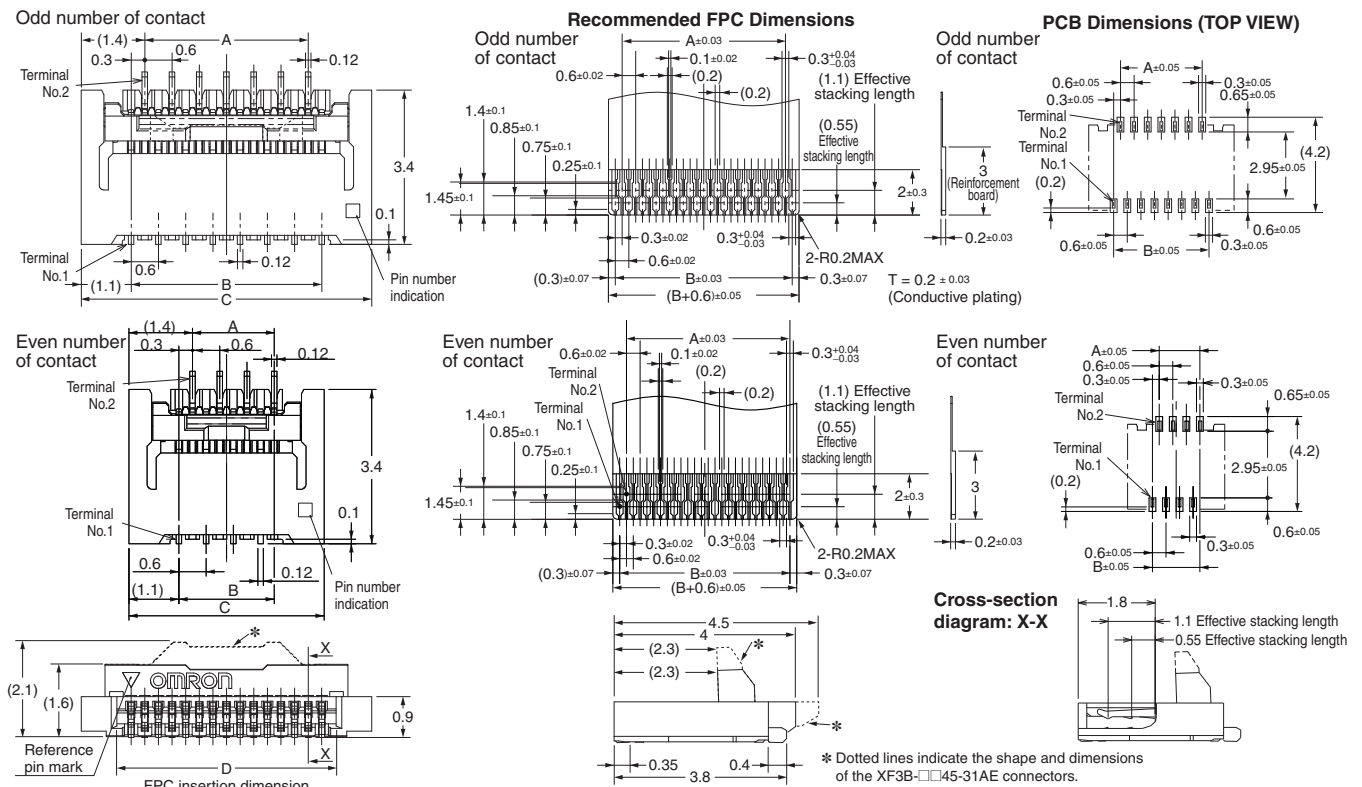 Odd number of contact
(1.4)
A
0.3
0.6
0.12
Terminal
No.2
3.4
0.1
Terminal
No.1
0.6
0.12
Pin number
indication
(1.1)
B
C
Recommended FPC Dimensions
Odd number
of contact
A±0.03
0.1±0.02
0.3+0.04
-0.03
0.6±0.02
(0.2)
(1.1) Effective
stacking length
(0.2)
1.4±0.1
0.85±0.1
0.75±0.1
0.25±0.1
1.45±0.1
(0.55)
Effective
stacking length
2±0.3
3
(Reinforcement
board)
0.3±0.02
0.3+0.04
-0.03
0.2±0.03
0.6±0.02
2-R0.2MAX
(0.3)±0.07
B±0.03
0.3±0.07
(B+0.6)±0.05
T = 0.2 ± 0.03
(Conductive plating)
PCB Dimensions (TOP VIEW)
Odd number
of contact
A±0.05
0.6±0.05
0.3±0.05
0.3±0.05
0.65±0.05
Terminal
No.2
Terminal
No.1
(0.2)
2.95±0.05
(4.2)
0.6±0.05
0.6±0.05
B±0.05
0.3±0.05
Even number
of contact
(1.4)
A
0.3
0.6
0.12
Terminal
No.2
3.4
Terminal
No.1
0.1
0.6
0.12
(1.1)
B
C
Pin number
indication
Even number
of contact
A±0.03
0.6±0.02
0.1±0.02
0.3+0.04
-0.03
Terminal
No.2
(0.2)
(0.2)
Terminal
No.1
(1.1) Effective
stacking length
1.4±0.1
0.85±0.1
0.75±0.1
0.25±0.1
1.45±0.1
(0.55)
Effective
stacking length
2±0.3
3
0.3±0.02
0.3+0.04
-0.03
0.6±0.02
2-R0.2MAX
0.2±0.03
(0.3)±0.07
B±0.03
0.3±0.07
(B+0.6)±0.05
Even number
of contact
A±0.05
0.6±0.05
0.3±0.05
0.3±0.05
0.65±0.05
Terminal
No.2
Terminal
No.1
(0.2)
2.95±0.05
(4.2)
0.6±0.05
0.6±0.05
0.3±0.05
B±0.05
*
X
(2.1)
(1.6)
OMRON
0.9
Reference
pin mark
X
D
FPC insertion dimension
4.5
4
(2.3)
*
(2.3)
*
0.35
0.4
3.8
Cross-section
diagram: X-X
1.8
1.1 Effective stacking length
0.55 Effective stacking length
* Dotted lines indicate the shape and dimensions
of the XF3B-□□45-31AE connectors.